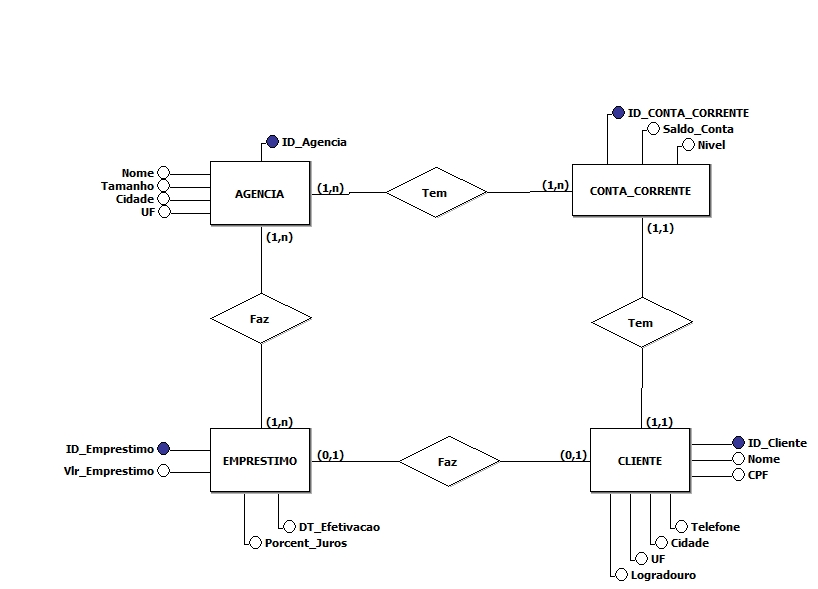 ID_CONTA_CORRENTE
Saldo_Conta
Nivel
ID_Agencia
Nome
Tamanho
Cidade
UF
AGENCIA
(1,n)
Tem
(1,n)
CONTA_CORRENTE
(1,n)
(1,1)
Faz
Tem
(1,n)
(1,1)
ID_Emprestimo
Vlr_Emprestimo
EMPRESTIMO
(0,1)
Faz
(0,1)
CLIENTE
ID_Cliente
Nome
CPF
DT_Efetivacao
Porcent_Juros
Telefone
Cidade
UF
Logradouro